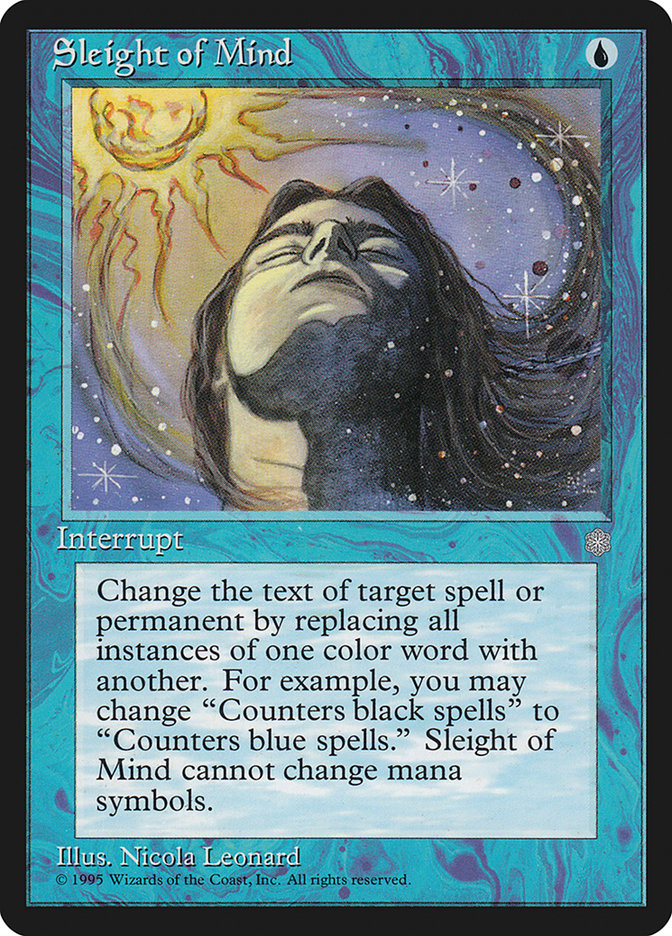 Sleight of Mind
Interrupt
Change the text of target spell or
permanent by replacing all
instances of one color word with
another. For example, you may
change “Counters black spells” to
“Counters blue spells.” Sleight of
Mind cannot change mana
symbols.
Illus. Nicola Leonard
© 1995 Wizards of the Coast, Inc. All rights reserved.